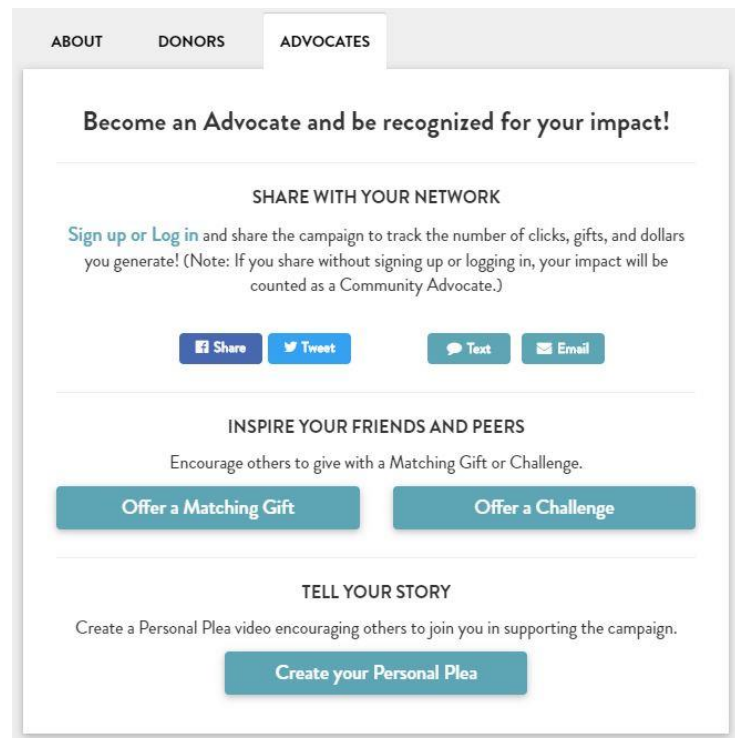 ABOUT DONORS ADVOCATES
Become an Advocate and be recognized for your impact!
SHARE WITH YOUR NETWORK
Sign up or Log in and share the campaign to track the number of clicks, gifts, and dollars
you generate! (Note: If you share without signing up or logging in, your impact will be
counted as a Community Advocate.)
Share Tweet Text Email
INSPIRE YOUR FRIENDS AND PEERS
Encourage others to give with a Matching Gift or Challenge.
Offer a Matching Gift Offer a Challenge
TELL YOUR STORY
Create a Personal Plea video encouraging others to join you in supporting the campaign.
Create your Personal Plea